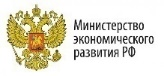 Министерство
экономического
развития РФ